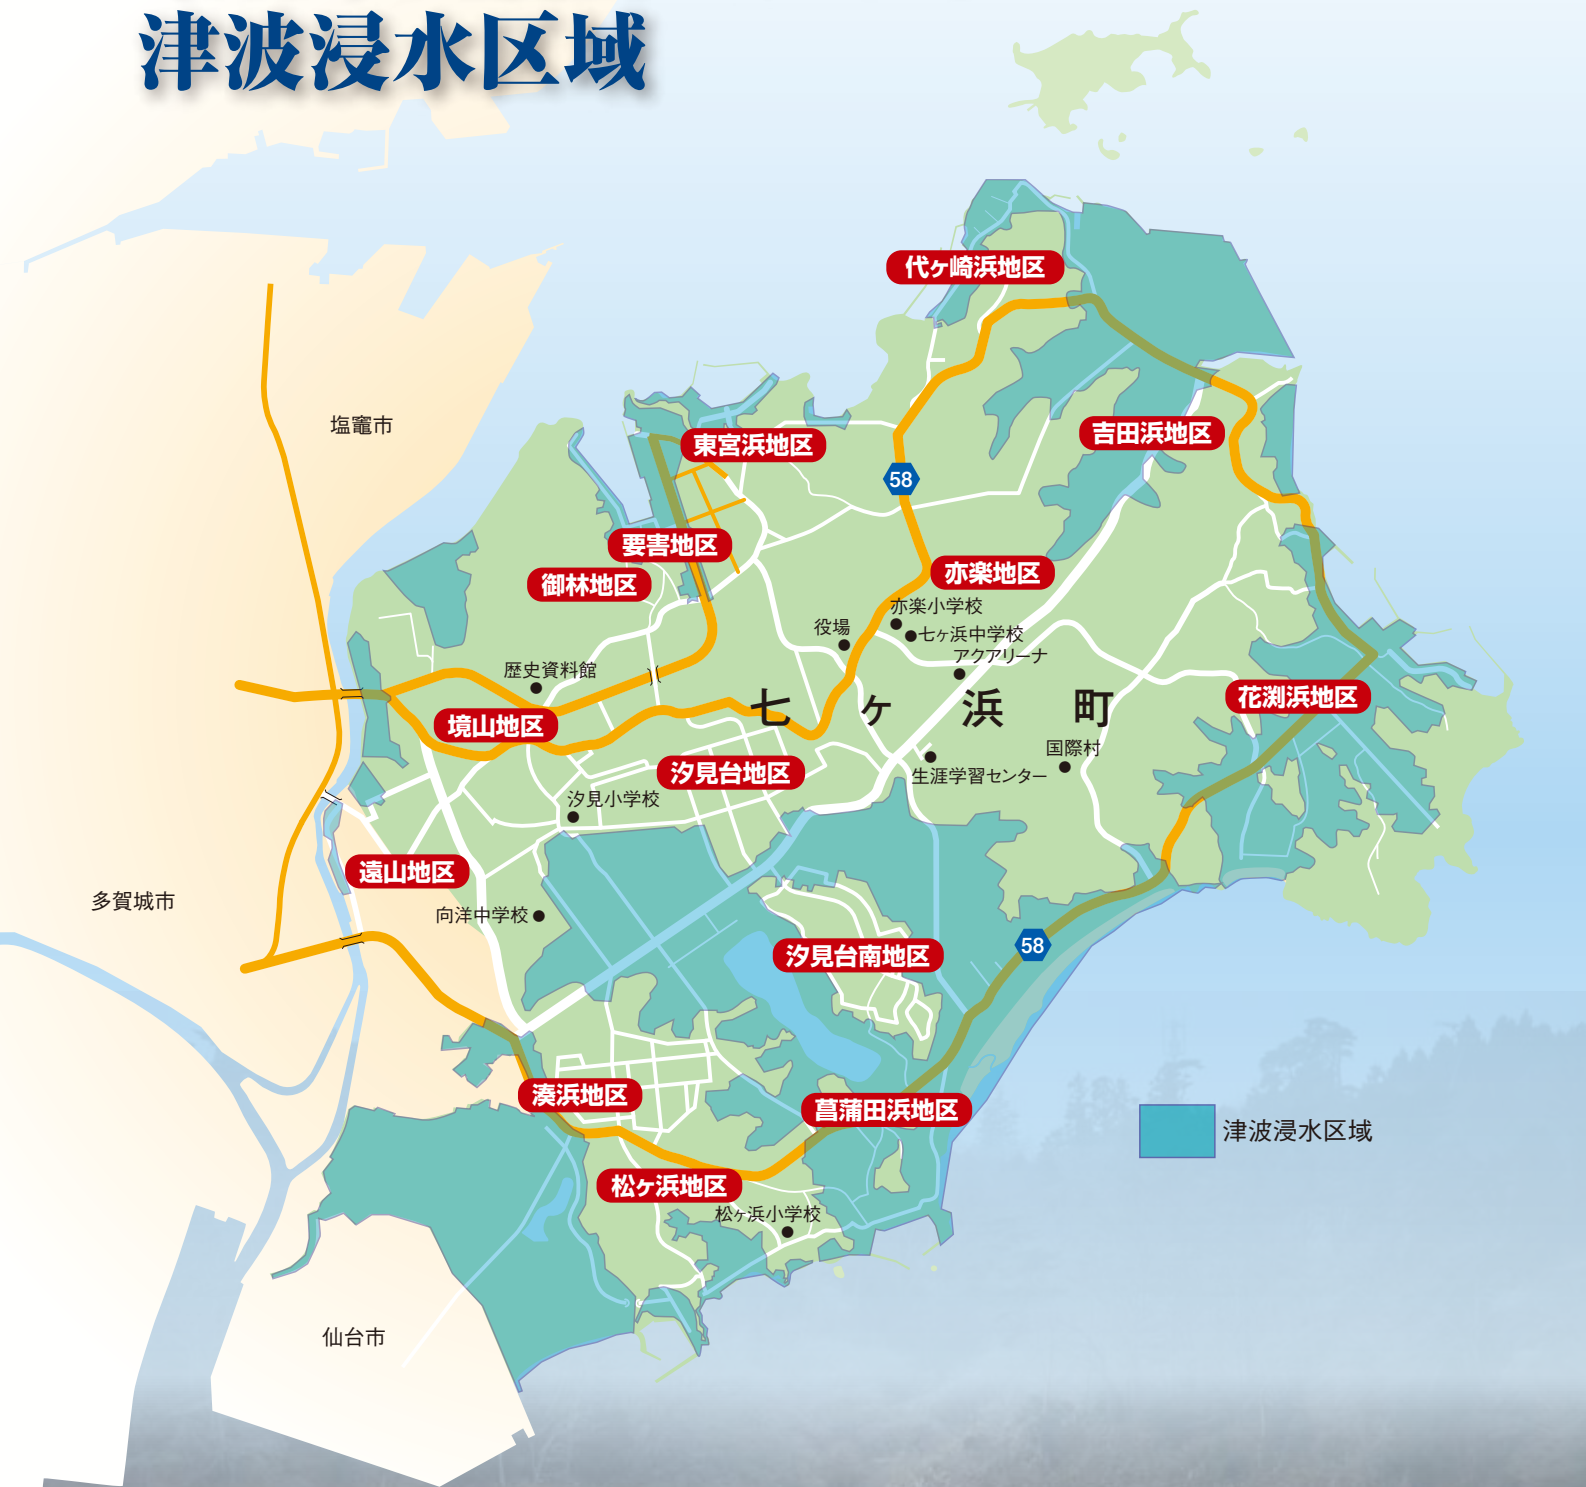 津波浸水区域
代ヶ崎浜地区
塩竈市
吉田浜地区
東宮浜地区
58
要害地区
亦楽地区
御林地区
亦楽小学校
役場
七ヶ浜中学校
アクアリーナ
歴史資料館
花渕浜地区
七ヶ浜町
境山地区
国際村
汐見台地区
生涯学習センター
汐見小学校
遠山地区
多賀城市
向洋中学校
58
汐見台南地区
湊浜地区
菖蒲田浜地区
津波浸水区域
松ヶ浜地区
松ヶ浜小学校
仙台市